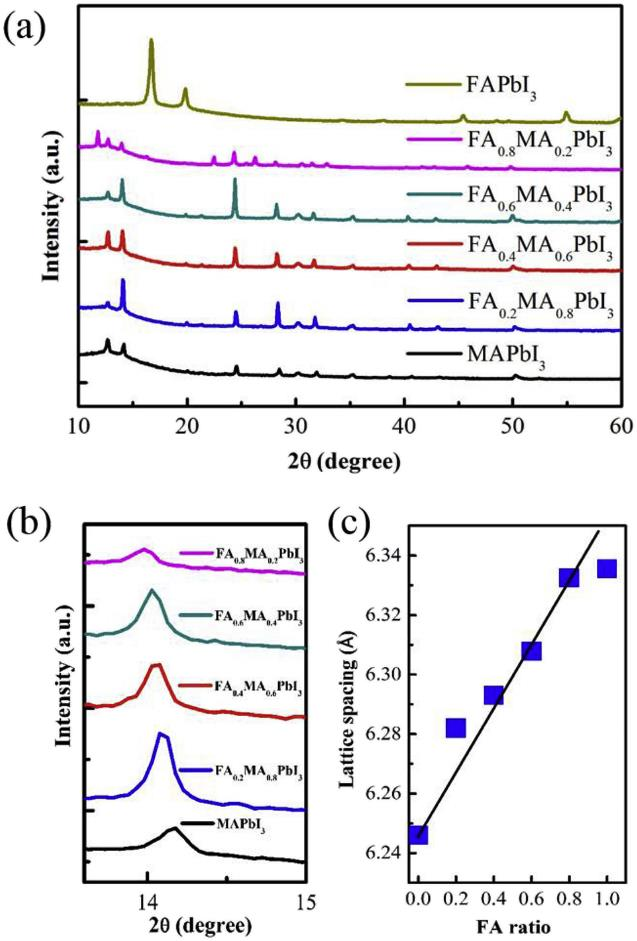 (a)
Intensity (a.u.)
FAPbI3
FA0.8MA0.2PbI3
FA0.6MA0.4PbI3
FA0.4MA0.6PbI3
FA0.2MA0.8PbI3
MAPbI3
10 20 30 40 50 60
2θ (degree)
(b)
Intensity (a.u.)
FA0.8MA0.2PbI3
FA0.6MA0.4PbI3
FA0.4MA0.6PbI3
FA0.2MA0.8PbI3
MAPbI3
14 15
2θ (degree)
(c)
Lattice spacing (Å)
6.34
6.33
6.32
6.30
6.28
6.26
6.24
0.0 0.2 0.4 0.6 0.8 1.0
FA ratio